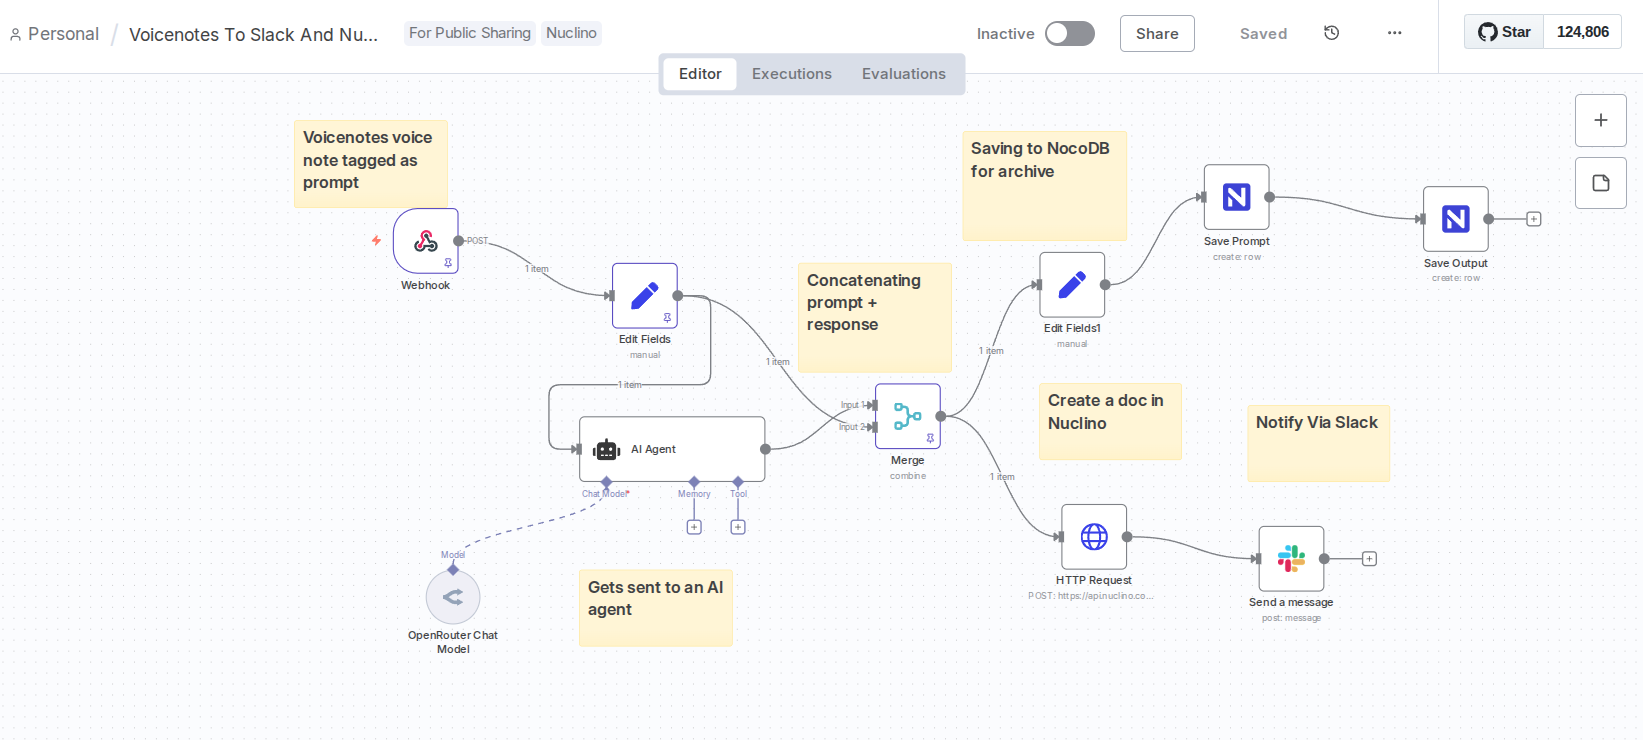 Personal / Voicenotes To Slack And Nu...
For Public Sharing
Nuclino
Inactive
Share
Saved
Star
124,806
Editor
Executions
Evaluations
Voicenotes voice
note tagged as
prompt
POST
Webhook
1 item
Edit Fields
manual
1 item
1 item
Concatenating
prompt +
response
Saving to NocoDB
for archive
Save Prompt
create: row
Save Output
create: row
Edit Fields1
manual
1 item
Input 1
Input 2
Merge
combine
AI Agent
Chat Model*
Memory
Tool
Model
OpenRouter Chat
Model
Gets sent to an AI
agent
Create a doc in
Nuclino
Notify Via Slack
1 item
HTTP Request
POST: https://api.nuclino.co...
Send a message
post: message